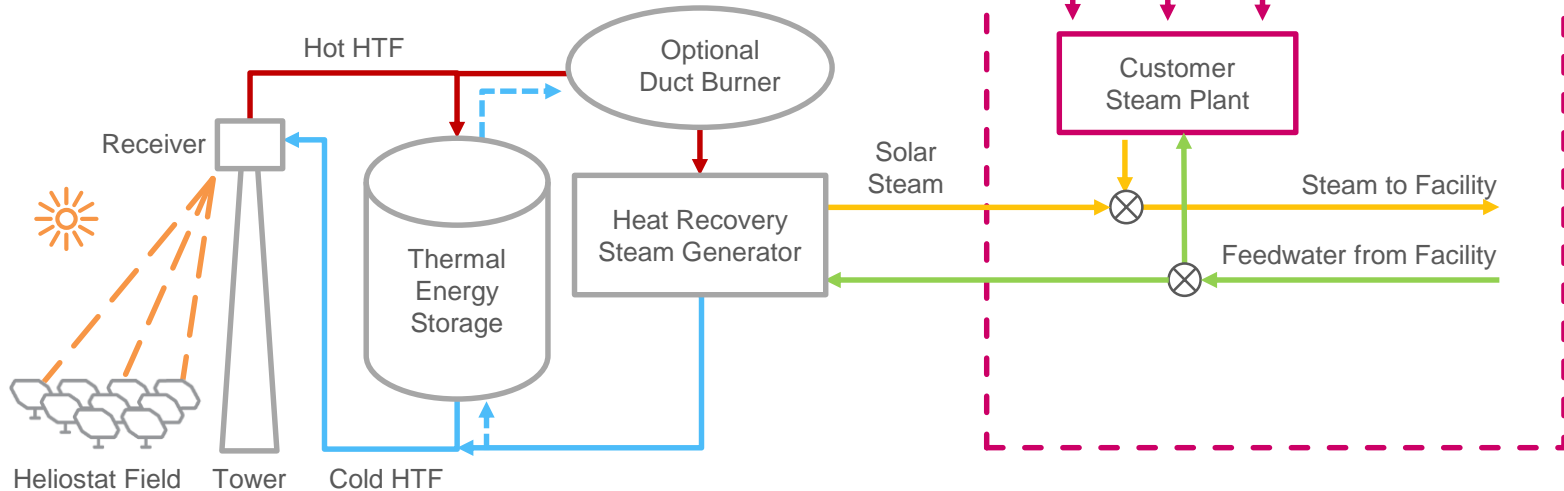 Hot HTF
Optional
Duct Burner
Customer
Steam Plant
Receiver
Solar
Steam
Steam to Facility
Heat Recovery
Steam Generator
Thermal
Energy
Storage
Feedwater from Facility
Heliostat Field
Tower
Cold HTF